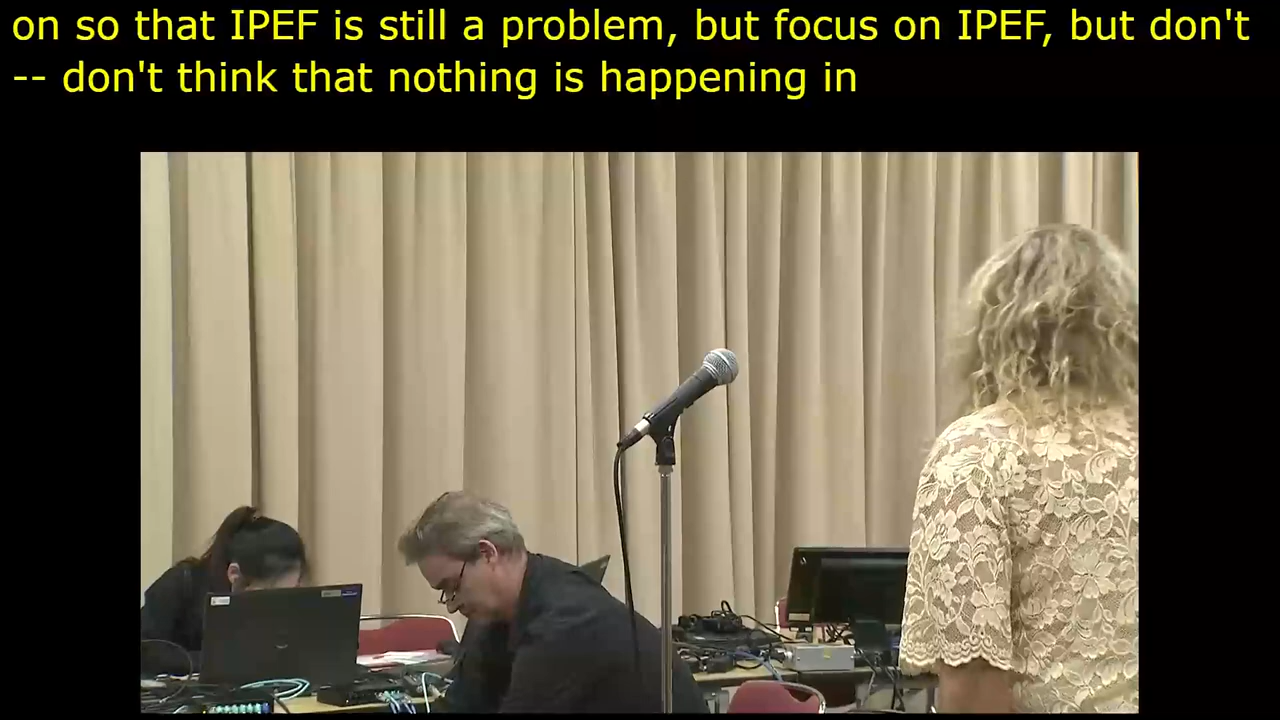 on so that IPEF is still a problem, but focus on IPEF, but don't
-- don't think that nothing is happening in